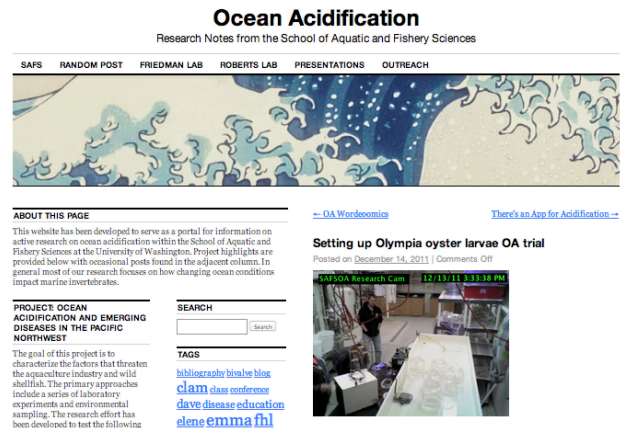 Ocean Acidification
Research Notes from the School of Aquatic and Fishery Sciences
SAFS RANDOM POST FRIEDMAN LAB ROBERTS LAB PRESENTATIONS OUTREACH
ABOUT THIS PAGE
This website has been developed to serve as a portal for information on
active research on ocean acidification within the School of Aquatic and
Fishery Sciences at the University of Washington. Project highlights are
provided below with occasional posts found in the adjacent column. In
general most of our research focuses on how changing ocean conditions
impact marine invertebrates.
PROJECT: OCEAN
ACIDIFICATION AND EMERGING
DISEASES IN THE PACIFIC
NORTHWEST
The goal of this project is to
characterize the factors that threaten
the aquaculture industry and wild
shellfish. The primary approaches
include a series of laboratory
experiments and environmental
sampling. The research effort has
been developed to test the following
SEARCH
Search
TAGS
bibliography bivalve blog
clam class conference
dave disease education
elene emma fhl
← OA Wordeoomics
There's an App for Acidification →
Setting up Olympia oyster larvae OA trial
Posted on December 14, 2011 | Comments Off
SAFSOA Research Cam 12/13/11 3:33:38 PM